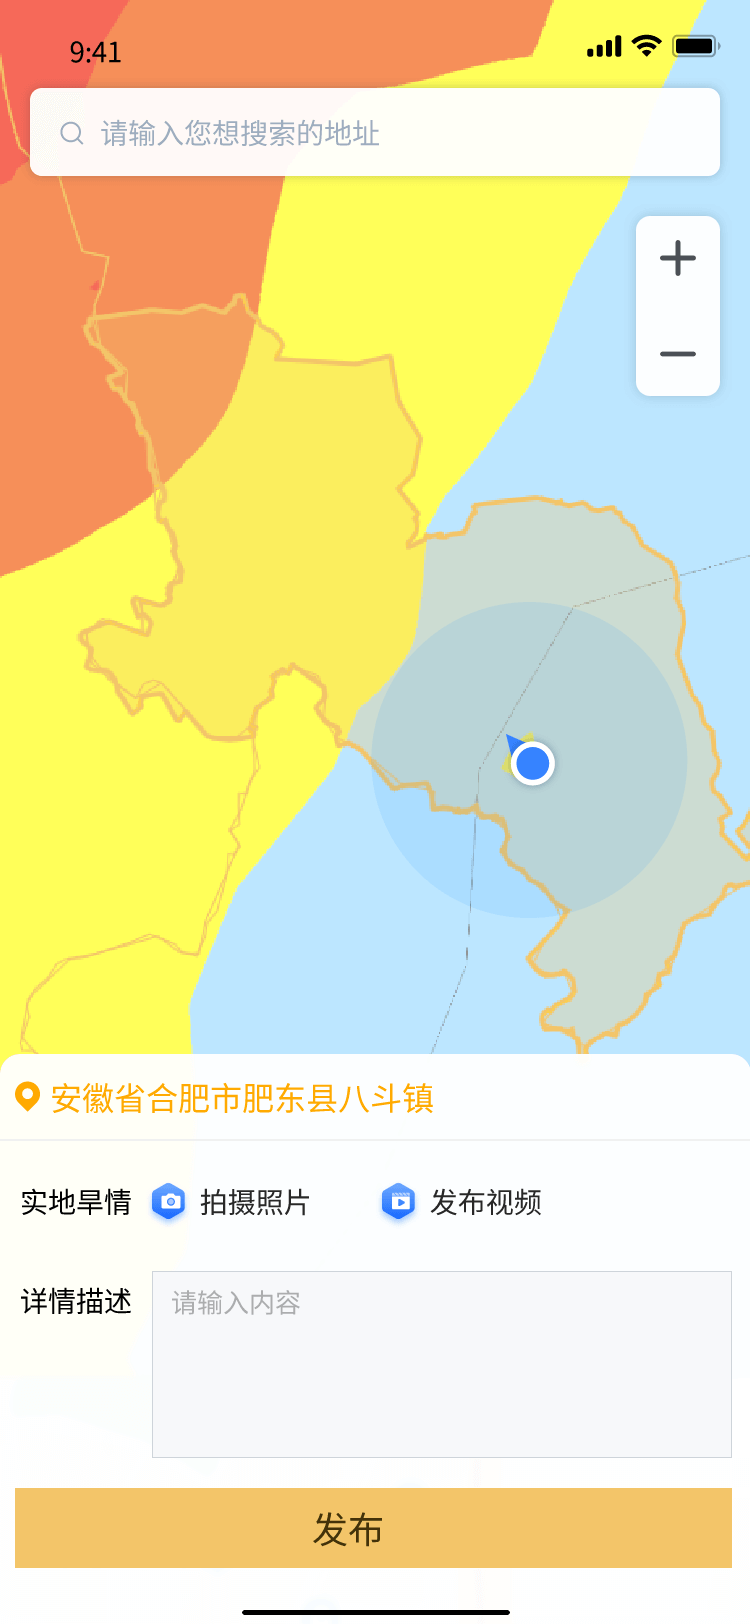 9:41
请输入您想搜索的地址
安徽省合肥市肥东县八斗镇
实地旱情 拍摄照片 发布视频
详情描述 请输入内容
发布